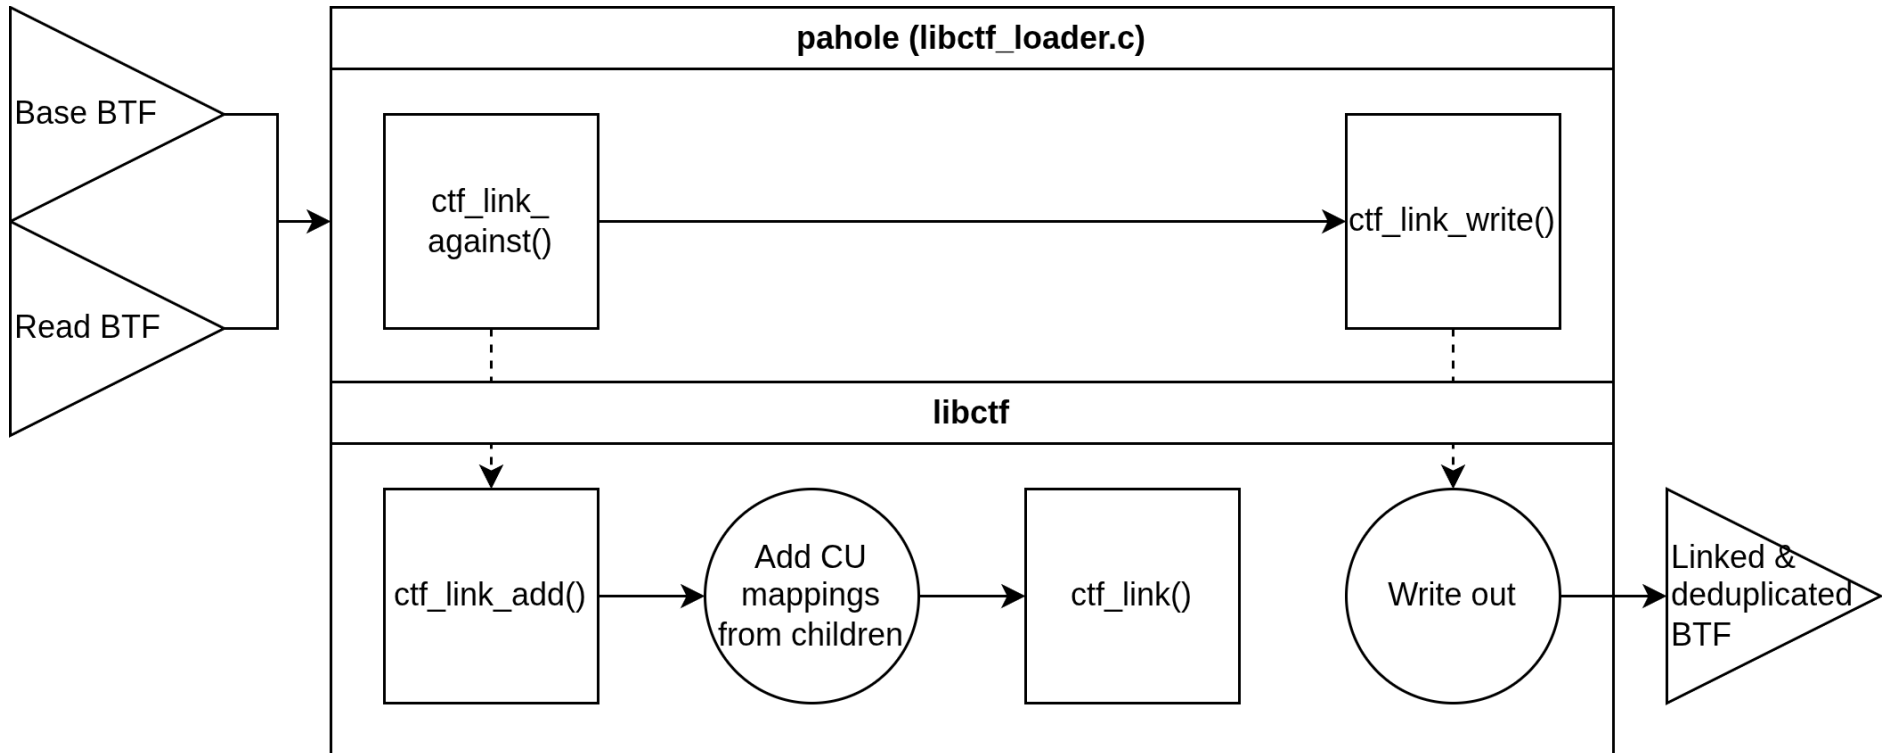 pahole (libctf_loader.c)
Base BTF
Read BTF
ctf_link_
against()
ctf_link_write()
libctf
ctf_link_add()
Add CU
mappings
from children
ctf_link()
Write out
Linked &
deduplicated
BTF